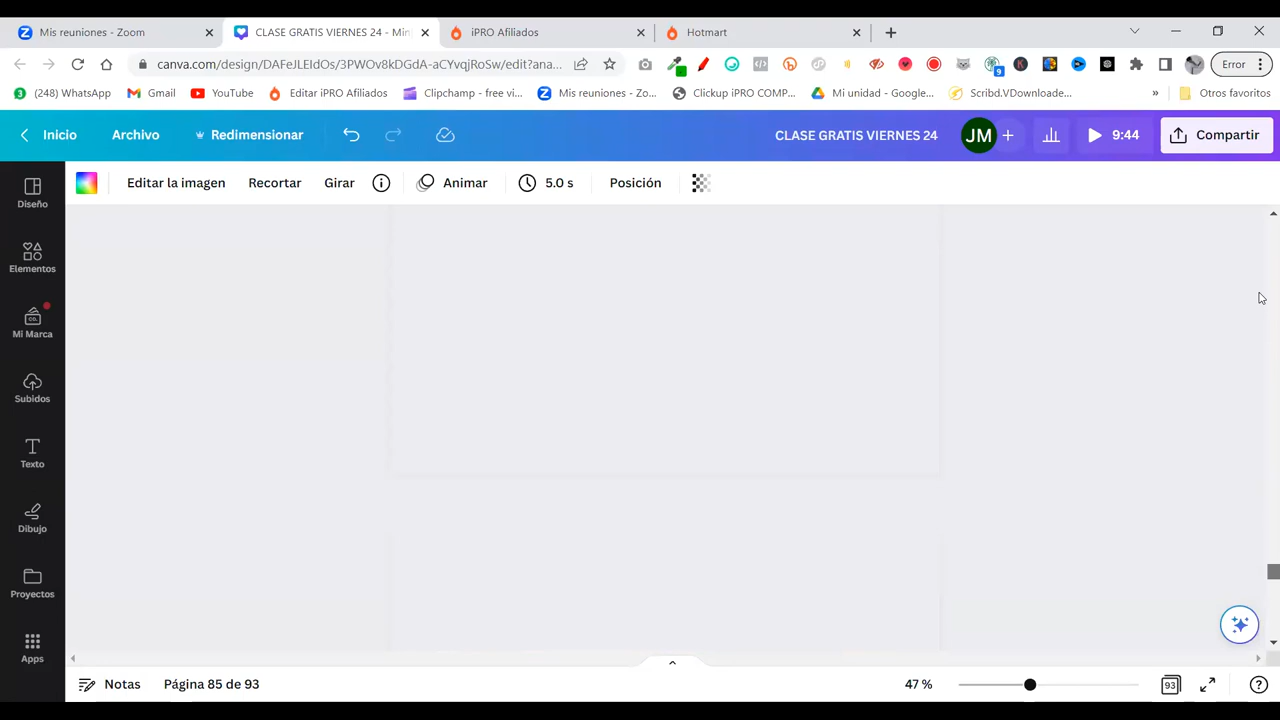 Mis reuniones - Zoom
CLASE GRATIS VIERNES 24 - Min
iPRO Afiliados
Hotmart
canva.com/design/DAFeJLEIdOs/3PWOv8kDGdA-aCYvqjRoSw/edit?ana...
9
Error
(248) WhatsApp
Gmail
YouTube
Editar iPRO Afiliados
Clipchamp - free vi...
Mis reuniones - Zo...
Clickup iPRO COMP...
Mi unidad - Google...
Scribd.VDownloade...
»
Otros favoritos
Inicio
Archivo
Redimensionar
CLASE GRATIS VIERNES 24
JM
9:44
Compartir
Editar la imagen
Recortar
Girar
Animar
5.0 s
Posición
Diseño
Elementos
CO.
Mi Marca
Subidos
Texto
Dibujo
Proyectos
Apps
Notas
Página 85 de 93
47 %
93